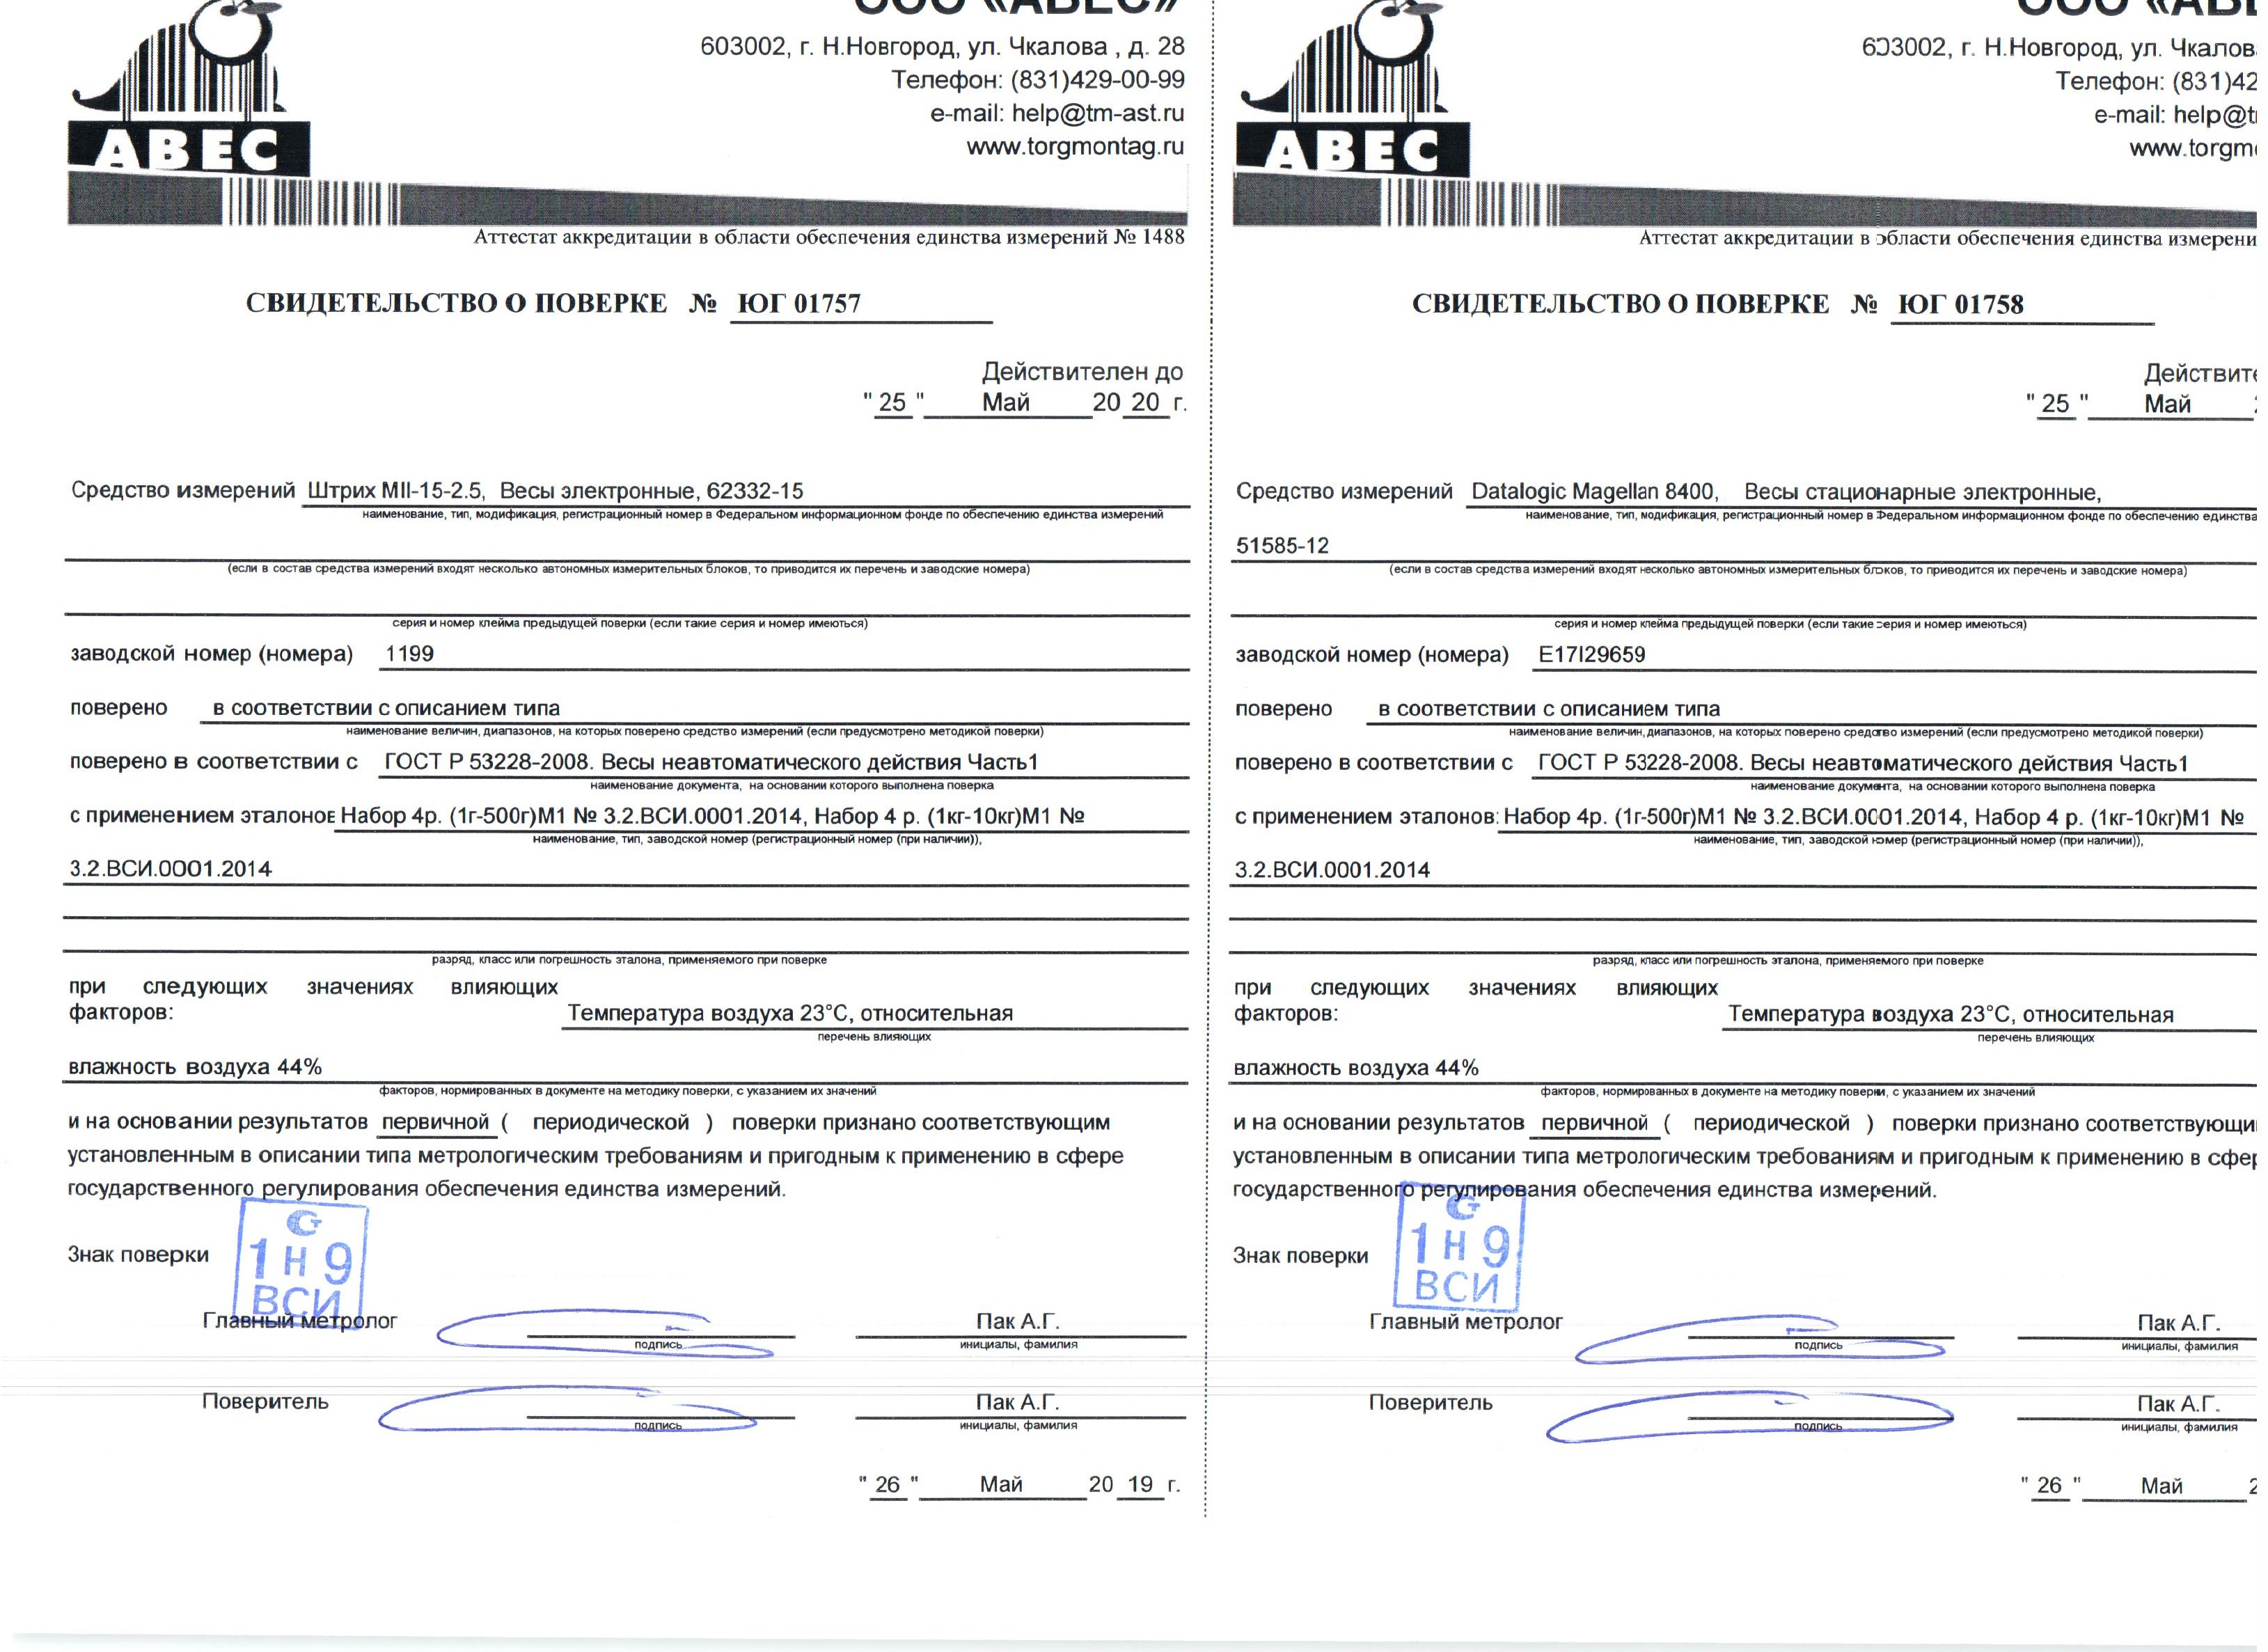 ООО «АВЕС»
603002, г. Н.Новгород, ул. Чкалова , д. 28
Телефон: (831)429-00-99
e-mail: help@tm-ast.ru
www.torgmontag.ru
АВЕС
Аттестат аккредитации в области обеспечения единства измерений № 1488
СВИДЕТЕЛЬСТВО О ПОВЕРКЕ № ЮГ 01757
Действителен до
" 25 " Май 20 20 г.
Средство измерений Штрих МII-15-2.5, Весы электронные, 62332-15
наименование, тип, модификация, регистрационный номер в Федеральном информационном фонде по обеспечению единства измерений
(если в состав средства измерений входят несколько автономных измерительных блоков, то приводится их перечень и заводские номера)
серия и номер клейма предыдущей поверки (если такие серия и номер имеються)
заводской номер (номера) 1199
поверено в соответствии с описанием типа
наименование величин, диапазонов, на которых поверено средство измерений (если предусмотрено методикой поверки)
поверено в соответствии с ГОСТ Р 53228-2008. Весы неавтоматического действия Часть1
наименование документа, на основании которого выполнена поверка
с применением эталонов Набор 4р. (1г-500г)М1 № 3.2.ВСИ.0001.2014, Набор 4 р. (1кг-10кг)М1 №
наименование, тип, заводской номер (регистрационный номер (при наличии)),
3.2.ВСИ.0001.2014
разряд, класс или погрешность эталона, применяемого при поверке
при следующих значениях влияющих
факторов: Температура воздуха 23°С, относительная
перечень влияющих
влажность воздуха 44%
факторов, нормированных в документе на методику поверки, с указанием их значений
и на основании результатов первичной ( периодической ) поверки признано соответствующим
установленным в описании типа метрологическим требованиям и пригодным к применению в сфере
государственного регулирования обеспечения единства измерений.
Знак поверки
1 Н 9
ВСИ
Главный метролог Пак А.Г.
подпись инициалы, фамилия
Поверитель Пак А.Г.
подпись инициалы, фамилия
" 26 " Май 20 19 г.
ООО «АВЕ
603002, г. Н.Новгород, ул. Чкалова
Телефон: (831)42
e-mail: help@t
www.torgm
АВЕС
Аттестат аккредитации в области обеспечения единства измерени
СВИДЕТЕЛЬСТВО О ПОВЕРКЕ № ЮГ 01758
Действите
" 25 " Май 2
Средство измерений Datalogic Magellan 8400, Весы стационарные электронные,
наименование, тип, модификация, регистрационный номер в Федеральном информационном фонде по обеспечению единства
51585-12
(если в состав средства измерений входят несколько автономных измерительных блоков, то приводится их перечень и заводские номера)
серия и номер клейма предыдущей поверки (если такие серия и номер имеються)
заводской номер (номера) E17I29659
поверено в соответствии с описанием типа
наименование величин, диапазонов, на которых поверено средство измерений (если предусмотрено методикой поверки)
поверено в соответствии с ГОСТ Р 53228-2008. Весы неавтоматического действия Часть1
наименование документа, на основании которого выполнена поверка
с применением эталонов: Набор 4р. (1г-500г)М1 № 3.2.ВСИ.0001.2014, Набор 4 р. (1кг-10кг)М1 №
наименование, тип, заводской номер (регистрационный номер (при наличии)),
3.2.ВСИ.0001.2014
разряд, класс или погрешность эталона, применяемого при поверке
при следующих значениях влияющих
факторов: Температура воздуха 23°С, относительная
перечень влияющих
влажность воздуха 44%
факторов, нормированных в документе на методику поверки, с указанием их значений
и на основании результатов первичной ( периодической ) поверки признано соответствующи
установленным в описании типа метрологическим требованиям и пригодным к применению в сфер
государственного регулирования обеспечения единства измерений.
Знак поверки
1 Н 9
ВСИ
Главный метролог Пак А.Г.
подпись инициалы, фамилия
Поверитель Пак А.Г.
подпись инициалы, фамилия
" 26 " Май 2